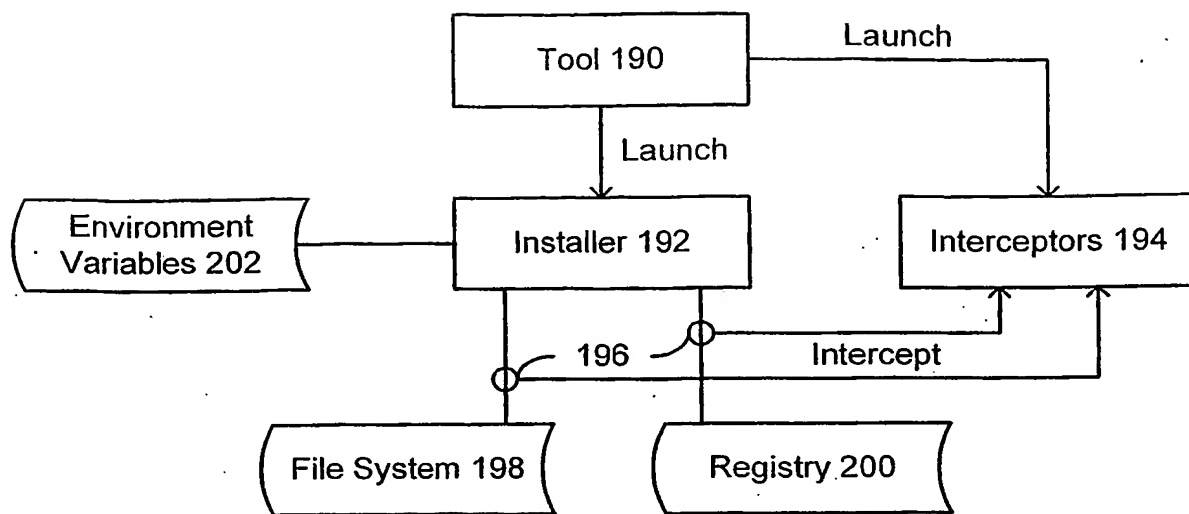 Tool 190
Launch
Launch
Environment
Variables 202
Installer 192
Interceptors 194
196
Intercept
File System 198
Registry 200